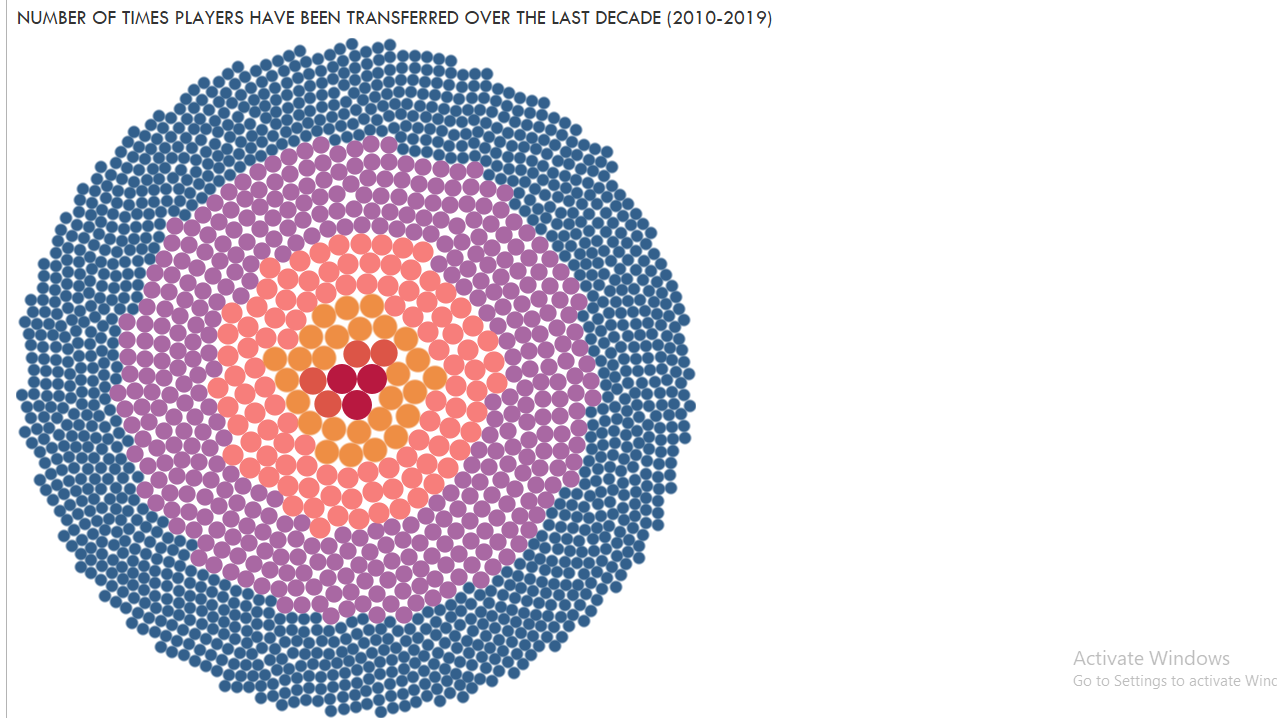 NUMBER OF TIMES PLAYERS HAVE BEEN TRANSFERRED OVER THE LAST DECADE (2010-2019)
Activate Windows
Go to Settings to activate